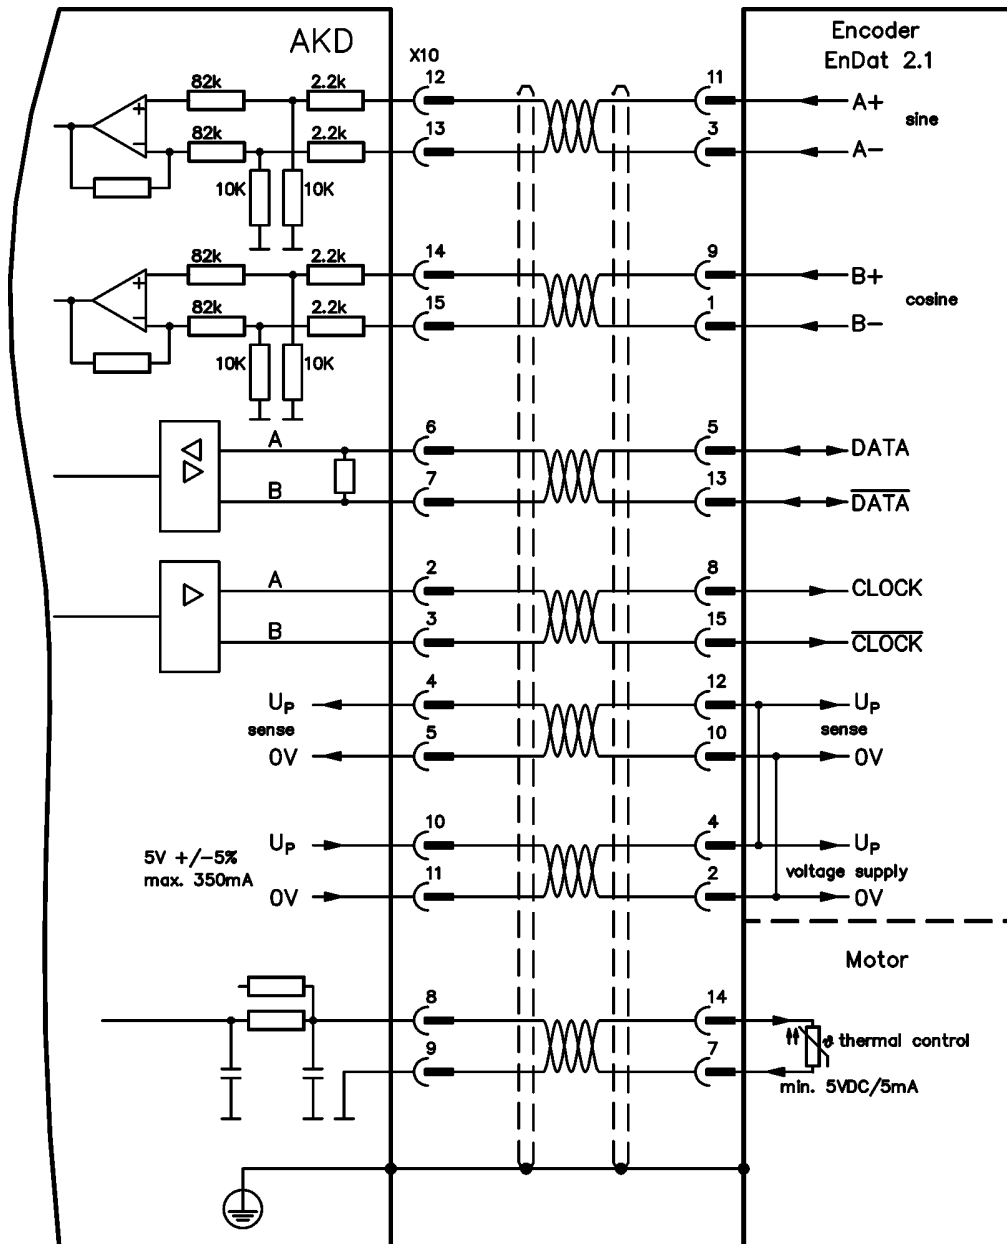 AKD
X10
Encoder
EnDat 2.1
82k
2.2k
12
11
A+
sine
+
82k
2.2k
13
3
A-
-
10K
10K
82k
2.2k
14
9
B+
cosine
+
82k
2.2k
15
1
B-
-
10K
10K
A
6
5
DATA
B
7
13
DATA
A
2
8
CLOCK
B
3
15
CLOCK
UP
4
12
UP
sense
sense
0V
5
10
0V
5V +/-5%
max. 350mA
UP
10
4
UP
voltage supply
0V
11
2
0V
Motor
8
14
9
7
ϑ thermal control
min. 5VDC/5mA